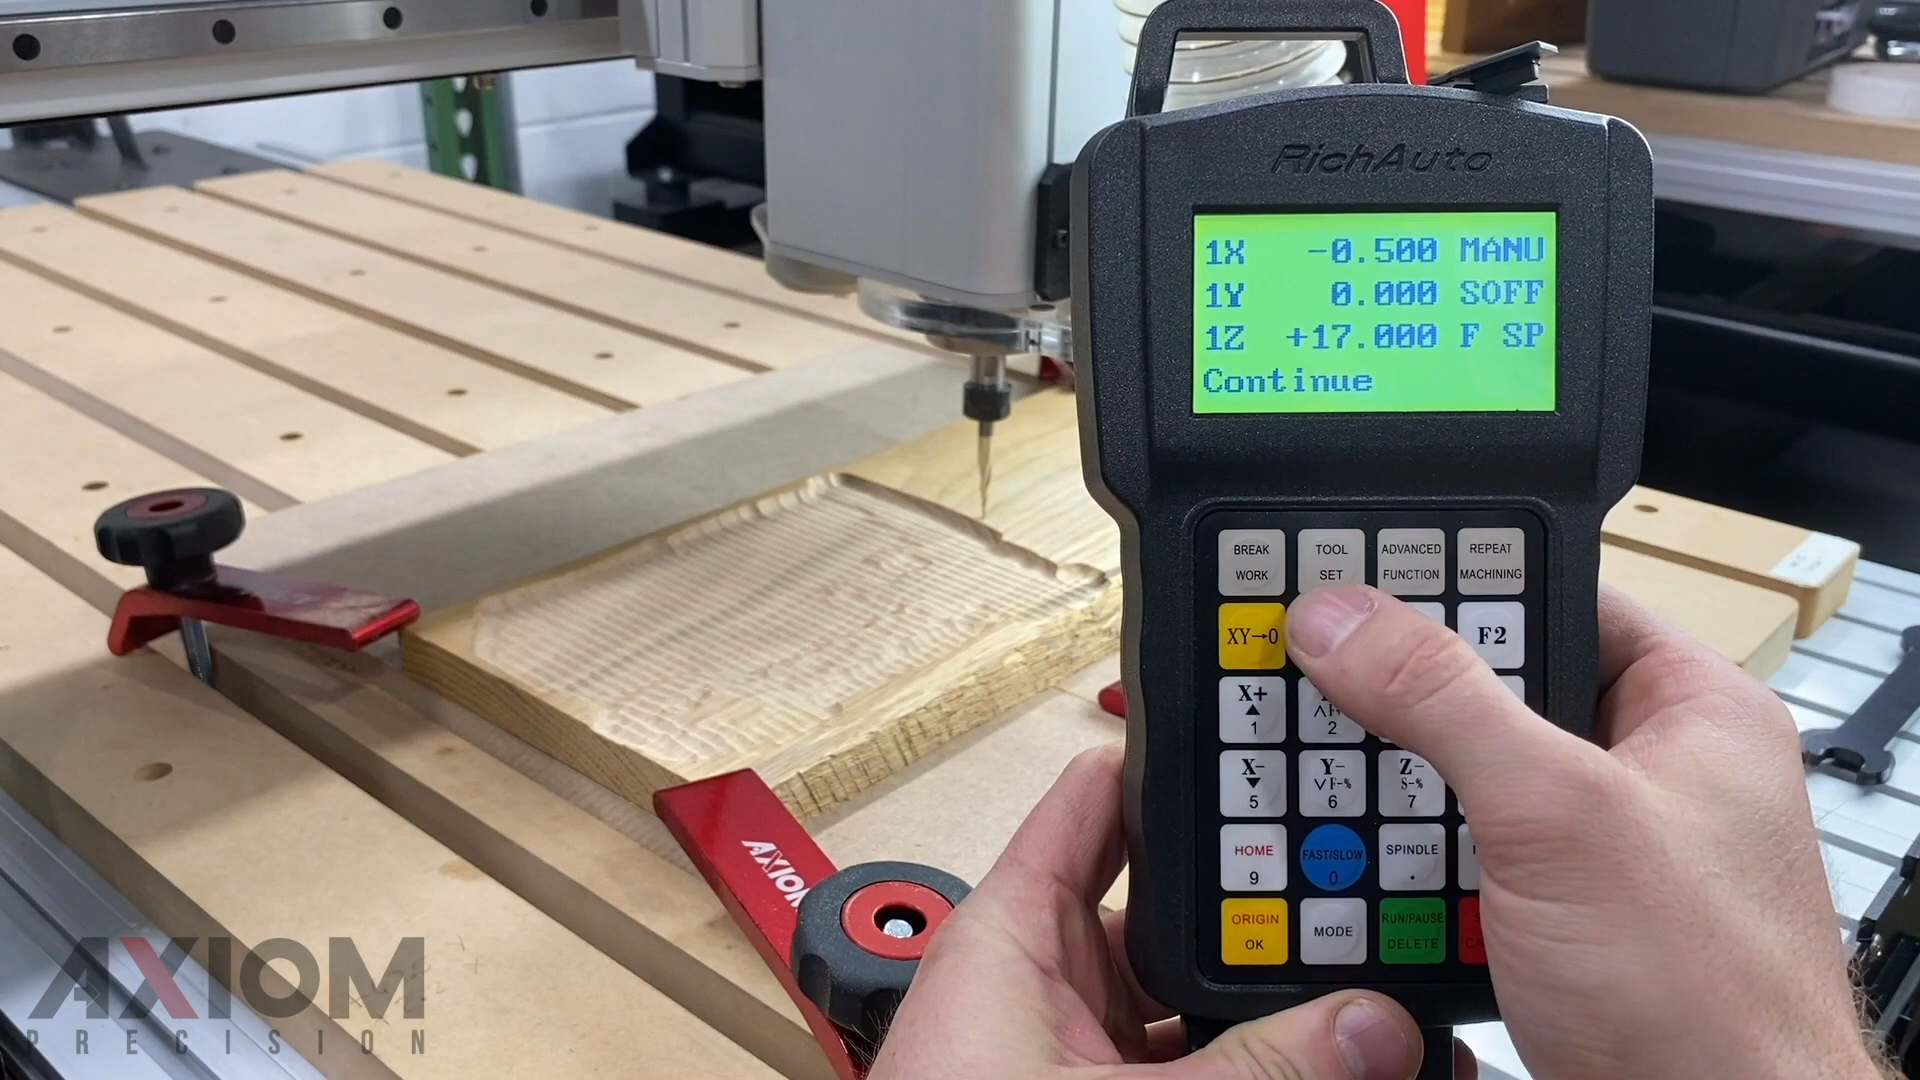 RichAuto
1X -0.500 MANU
1Y 0.000 SOFF
1Z +17.000 F SP
Continue
BREAK WORK
TOOL SET
ADVANCED FUNCTION
REPEAT MACHINING
XY→0
F2
X+
1
2
X-
5
Y-
VF-%
6
Z-
S-%
7
HOME
9
FAST/SLOW
0
SPINDLE
.
ORIGIN
OK
MODE
RUN/PAUSE
DELETE
AXIOM
AXIOM
PRECISION